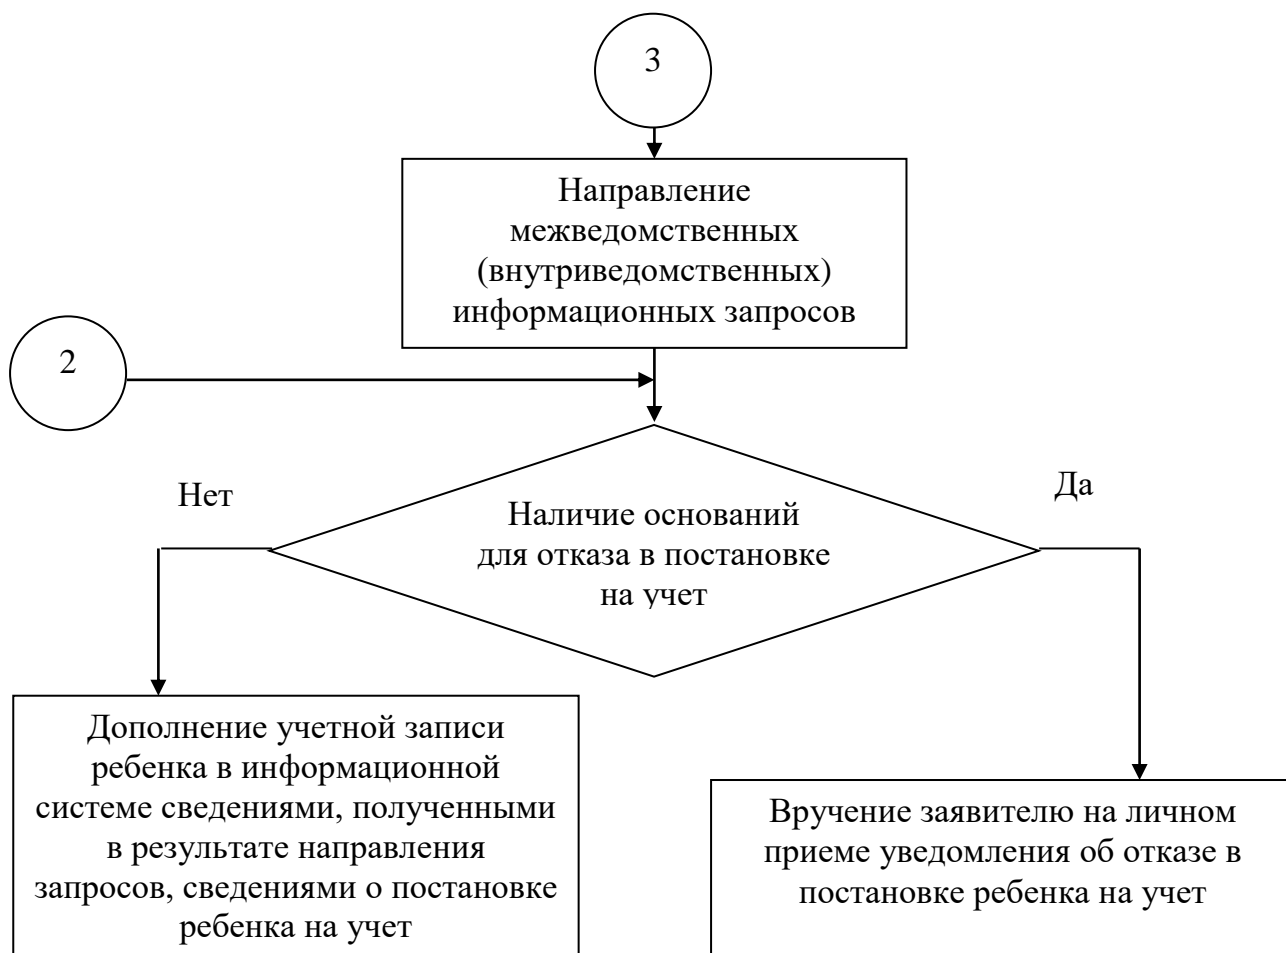 3
Направление
межведомственных
(внутриведомственных)
информационных запросов
2
Нет
Да
Наличие оснований
для отказа в постановке
на учет
Дополнение учетной записи
ребенка в информационной
системе сведениями, полученными
в результате направления
запросов, сведениями о постановке
ребенка на учет
Вручение заявителю на личном
приеме уведомления об отказе в
постановке ребенка на учет